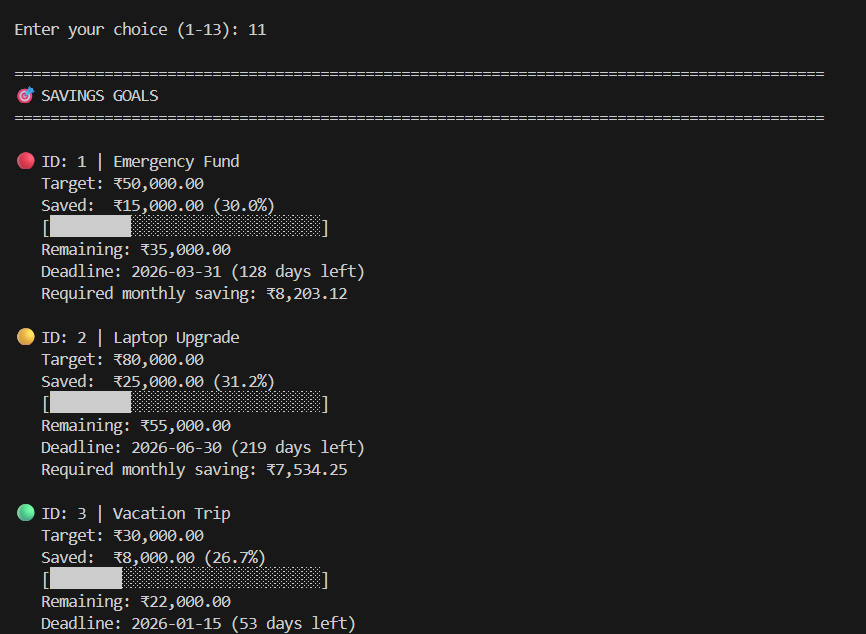 Enter your choice (1-13): 11
==========================================================================================
🎯 SAVINGS GOALS
==========================================================================================
🔴 ID: 1 | Emergency Fund
Target: ₹50,000.00
Saved:  ₹15,000.00 (30.0%)
[█████████░░░░░░░░░░░░░░░░░░░░░]
Remaining: ₹35,000.00
Deadline: 2026-03-31 (128 days left)
Required monthly saving: ₹8,203.12
🟡 ID: 2 | Laptop Upgrade
Target: ₹80,000.00
Saved:  ₹25,000.00 (31.2%)
[█████████░░░░░░░░░░░░░░░░░░░░░]
Remaining: ₹55,000.00
Deadline: 2026-06-30 (219 days left)
Required monthly saving: ₹7,534.25
🟢 ID: 3 | Vacation Trip
Target: ₹30,000.00
Saved:  ₹8,000.00 (26.7%)
[████████░░░░░░░░░░░░░░░░░░░░░░]
Remaining: ₹22,000.00
Deadline: 2026-01-15 (53 days left)